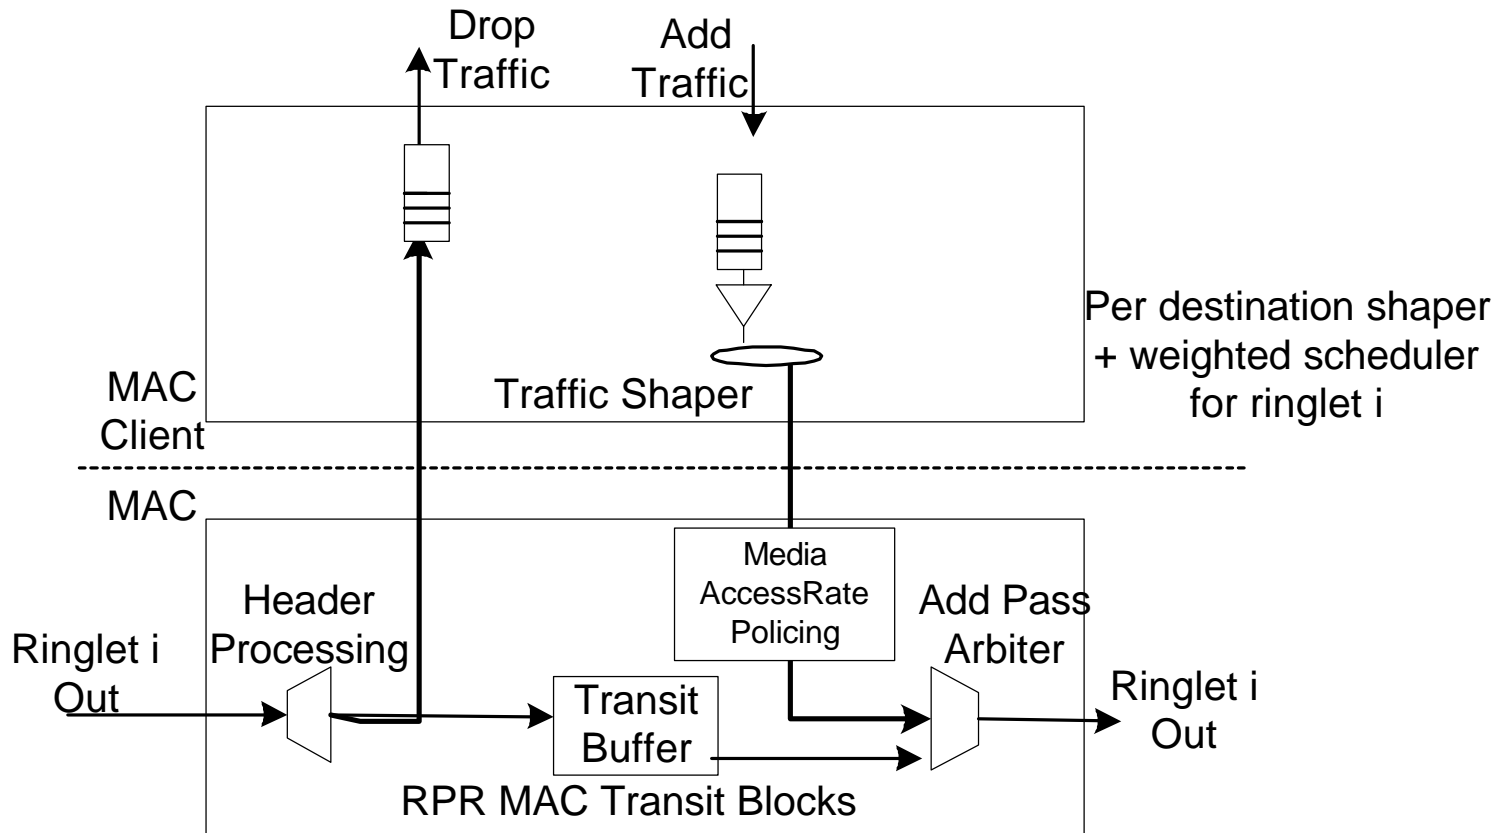 Drop
Traffic
Add
Traffic
Per destination shaper
+ weighted scheduler
for ringlet i
MAC
Client
Traffic Shaper
MAC
Media
AccessRate
Policing
Header
Processing
Add Pass
Arbiter
Ringlet i
Out
Transit
Buffer
Ringlet i
Out
RPR MAC Transit Blocks